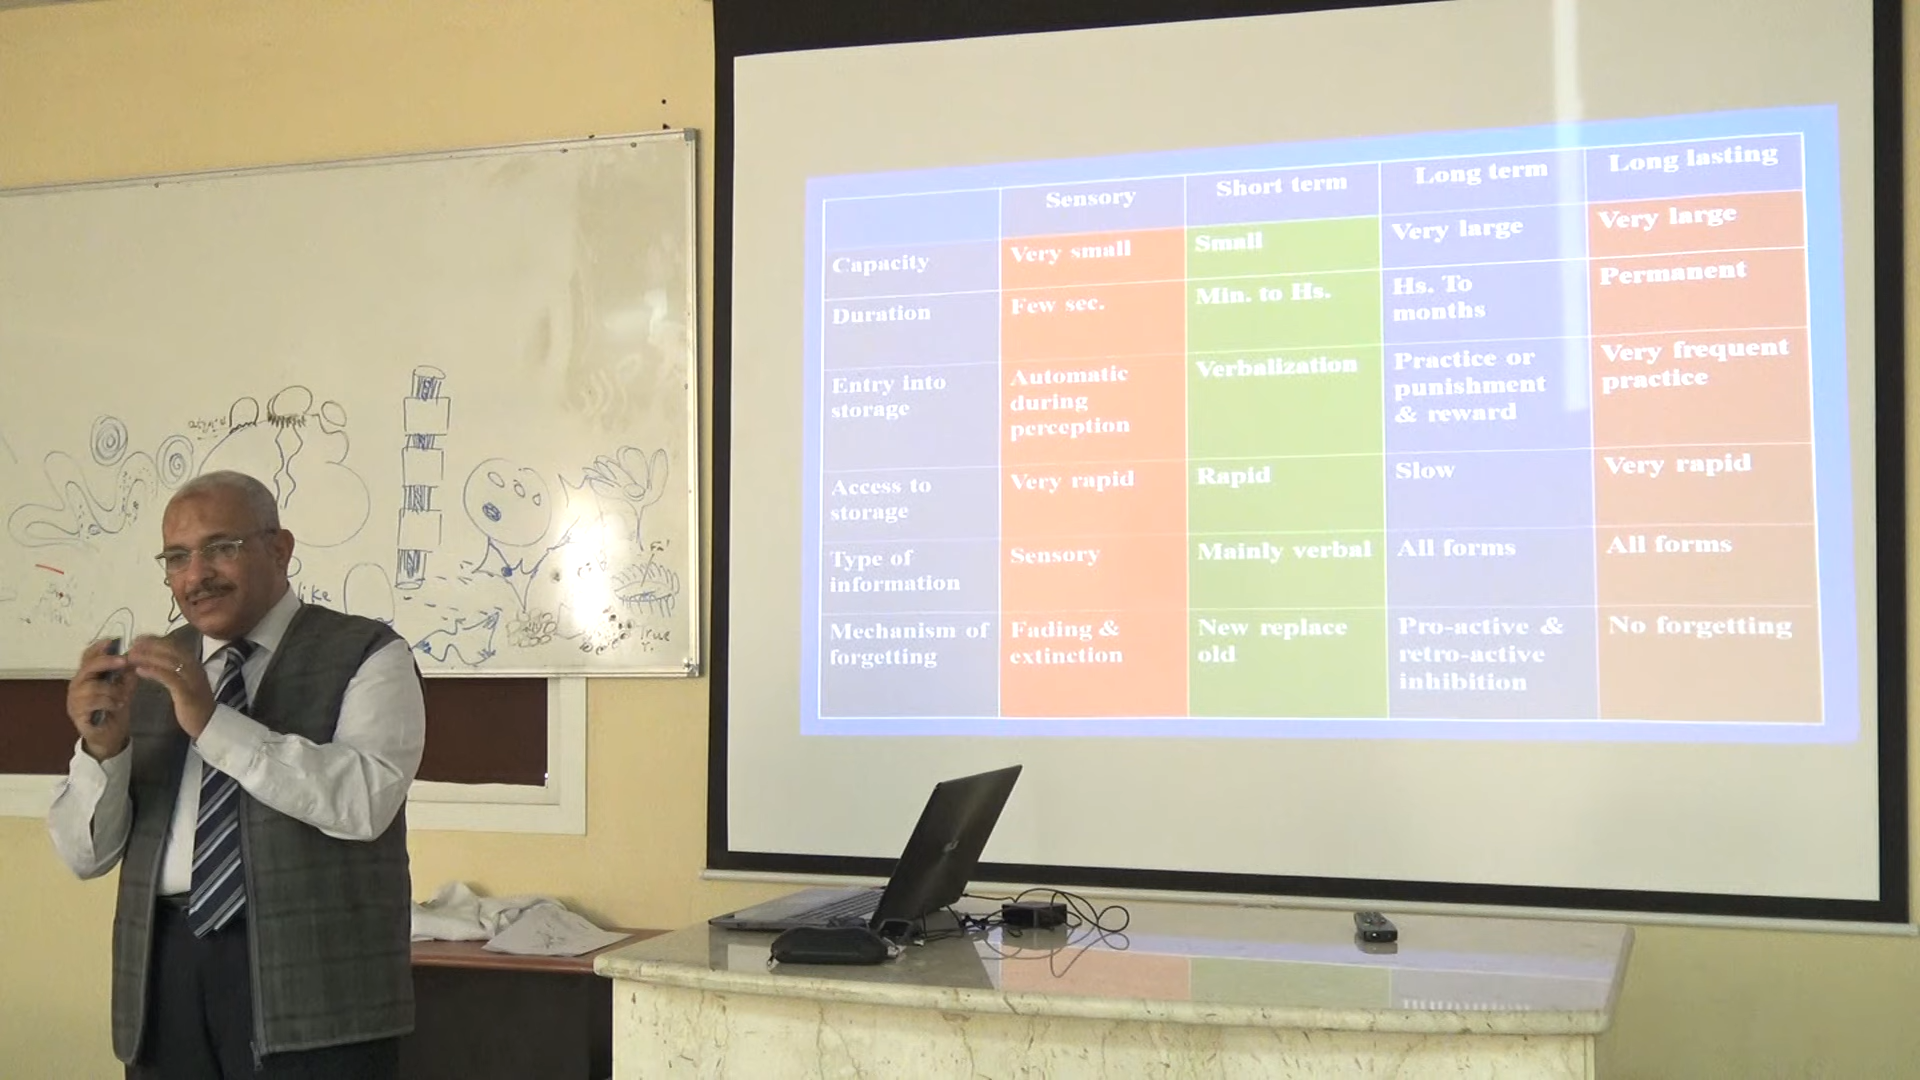 Sensory
Short term
Long term
Long lasting
Capacity
Very small
Small
Very large
Very large
Duration
Few sec.
Min. to Hs.
Hs. To
months
Permanent
Entry into
storage
Automatic
during
perception
Verbalization
Practice or
punishment
& reward
Very frequent
practice
Access to
storage
Very rapid
Rapid
Slow
Very rapid
Type of
information
Sensory
Mainly verbal
All forms
All forms
Mechanism of
forgetting
Fading &
extinction
New replace
old
Pro-active &
retro-active
inhibition
No forgetting
like
True